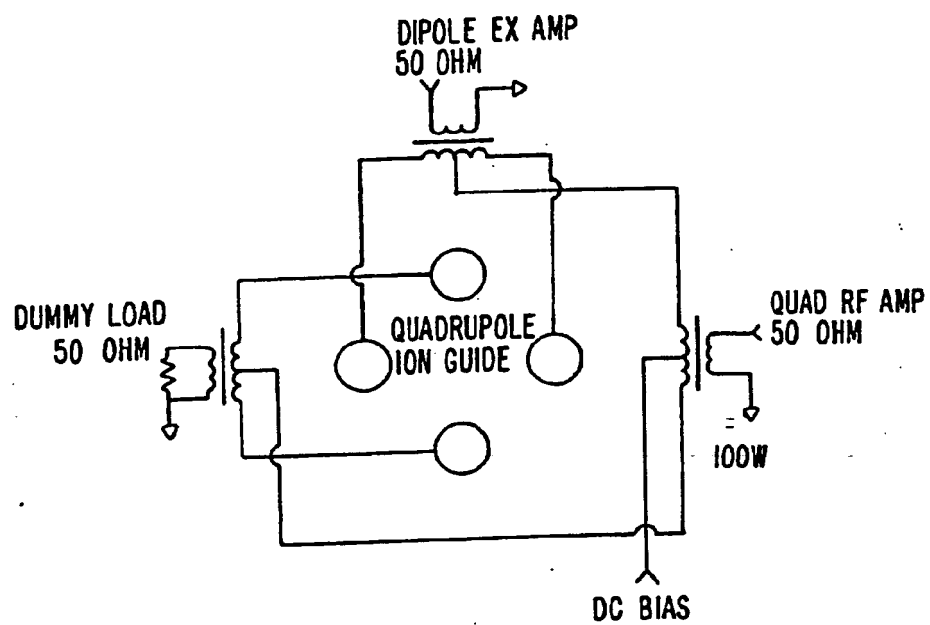 DIPOLE EX AMP
50 OHM
DUMMY LOAD
50 OHM
QUADRUPOLE
ION GUIDE
QUAD RF AMP
50 OHM
100W
DC BIAS